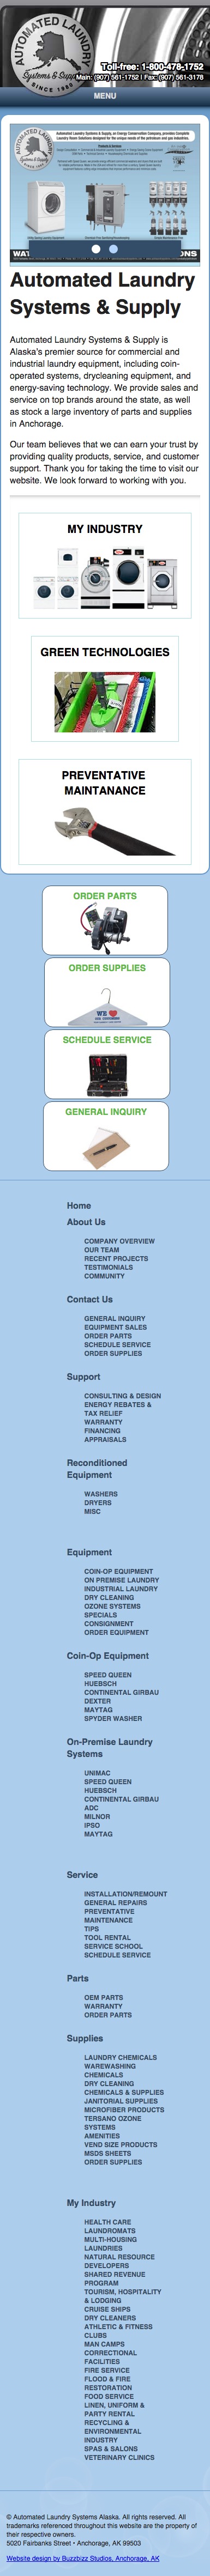 AUTOMATED LAUNDRY
Systems & Supply
SINCE 1985
Toll-free: 1-800-478-1752
Main: (907) 561-1752 | Fax: (907) 561-3178
MENU
Automated Laundry
Systems & Supply
Automated Laundry Systems & Supply is
Alaska's premier source for commercial and
industrial laundry equipment, including coin-
operated systems, drycleaning equipment, and
energy-saving technology. We provide sales and
service on top brands around the state, as well
as stock a large inventory of parts and supplies
in Anchorage.
Our team believes that we can earn your trust by
providing quality products, service, and customer
support. Thank you for taking the time to visit our
website. We look forward to working with you.
MY INDUSTRY
GREEN TECHNOLOGIES
PREVENTATIVE
MAINTANANCE
ORDER PARTS
ORDER SUPPLIES
WE
SCHEDULE SERVICE
GENERAL INQUIRY
Home
About Us
COMPANY OVERVIEW
OUR TEAM
RECENT PROJECTS
TESTIMONIALS
COMMUNITY
Contact Us
GENERAL INQUIRY
EQUIPMENT SALES
ORDER PARTS
SCHEDULE SERVICE
ORDER SUPPLIES
Support
CONSULTING & DESIGN
ENERGY REBATES &
TAX RELIEF
WARRANTY
FINANCING
APPRAISALS
Reconditioned
Equipment
WASHERS
DRYERS
MISC
Equipment
COIN-OP EQUIPMENT
ON PREMISE LAUNDRY
INDUSTRIAL LAUNDRY
DRY CLEANING
OZONE SYSTEMS
SPECIALS
CONSIGNMENT
ORDER EQUIPMENT
Coin-Op Equipment
SPEED QUEEN
HUEBSCH
CONTINENTAL GIRBAU
DEXTER
MAYTAG
SPYDER WASHER
On-Premise Laundry
Systems
UNIMAC
SPEED QUEEN
HUEBSCH
CONTINENTAL GIRBAU
ADC
MILNOR
IPSO
MAYTAG
Service
INSTALLATION/REMOUNT
GENERAL REPAIRS
PREVENTATIVE
MAINTENANCE
TIPS
TOOL RENTAL
SERVICE SCHOOL
SCHEDULE SERVICE
Parts
OEM PARTS
WARRANTY
ORDER PARTS
Supplies
LAUNDRY CHEMICALS
WAREWASHING
CHEMICALS
DRY CLEANING
CHEMICALS & SUPPLIES
JANITORIAL SUPPLIES
MICROFIBER PRODUCTS
TERSANO OZONE
SYSTEMS
AMENITIES
VEND SIZE PRODUCTS
MSDS SHEETS
ORDER SUPPLIES
My Industry
HEALTH CARE
LAUNDROMATS
MULTI-HOUSING
LAUNDRIES
NATURAL RESOURCE
DEVELOPERS
SHARED REVENUE
PROGRAM
TOURISM, HOSPITALITY
& LODGING
CRUISE SHIPS
DRY CLEANERS
ATHLETIC & FITNESS
CLUBS
MAN CAMPS
CORRECTIONAL
FACILITIES
FIRE SERVICE
FLOOD & FIRE
RESTORATION
FOOD SERVICE
LINEN, UNIFORM &
PARTY RENTAL
RECYCLING &
ENVIRONMENTAL
INDUSTRY
SPAS & SALONS
VETERINARY CLINICS
© Automated Laundry Systems Alaska. All rights reserved. All
trademarks referenced throughout this website are the property of
their respective owners.
5020 Fairbanks Street • Anchorage, AK 99503
Website design by Buzzbizz Studios, Anchorage, AK